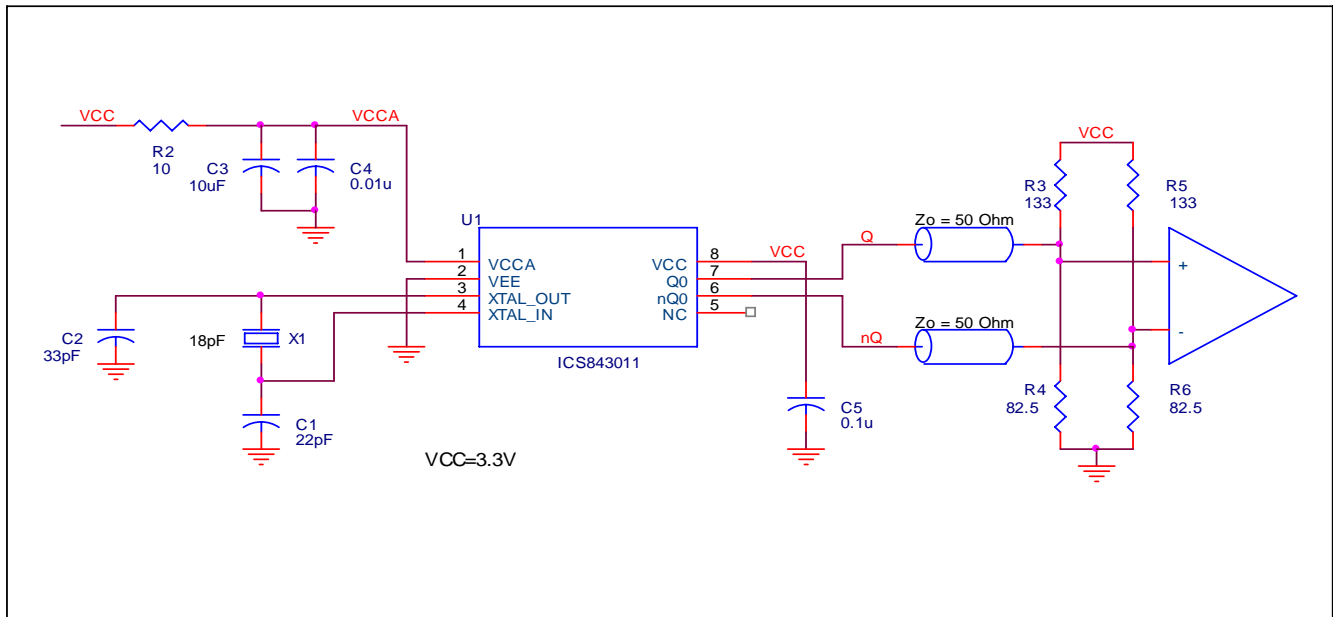 VCC
R2
10
C3
10uF
VCCA
C4
0.01u
U1
1
2
3
4
VCCA
VEE
XTAL_OUT
XTAL_IN
VCC
Q0
nQ0
NC
8
7
6
5
ICS843011
C2
33pF
18pF
X1
C1
22pF
VCC=3.3V
VCC
C5
0.1u
Q
Zo = 50 Ohm
nQ
Zo = 50 Ohm
VCC
R3
133
R5
133
+
-
R4
82.5
R6
82.5